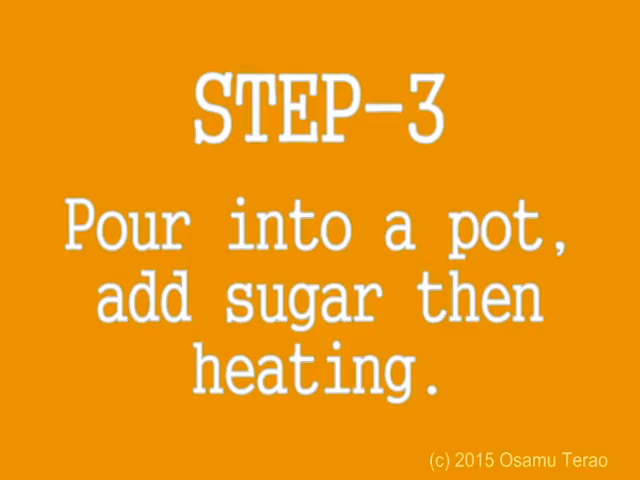 STEP-3
Pour into a pot,
add sugar then
heating.
(c) 2015 Osamu Terao